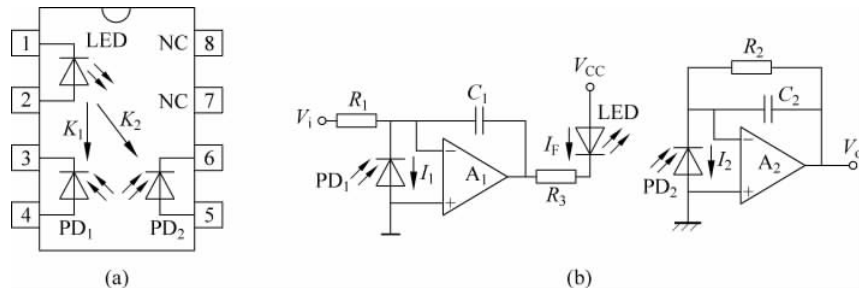 1 LED NC 8
2 NC 7
K1 K2
3 6
4 PD1 PD2 5
(a)
Vi R1 C1 VCC LED
PD1 I1 − + A1 IF R3
R2 C2
PD2 I2 − + A2 Vo
(b)